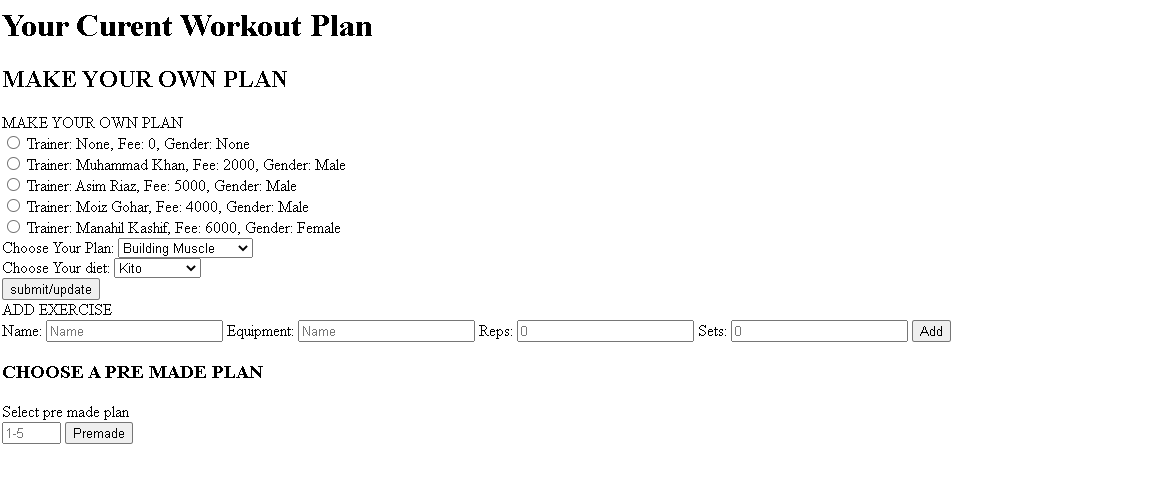 Your Curent Workout Plan
MAKE YOUR OWN PLAN
MAKE YOUR OWN PLAN
Trainer: None, Fee: 0, Gender: None
Trainer: Muhammad Khan, Fee: 2000, Gender: Male
Trainer: Asim Riaz, Fee: 5000, Gender: Male
Trainer: Moiz Gohar, Fee: 4000, Gender: Male
Trainer: Manahil Kashif, Fee: 6000, Gender: Female
Choose Your Plan: Building Muscle
Choose Your diet: Kito
submit/update
ADD EXERCISE
Name: Name Equipment: Name Reps: 0 Sets: 0 Add
CHOOSE A PRE MADE PLAN
Select pre made plan
1-5 Premade